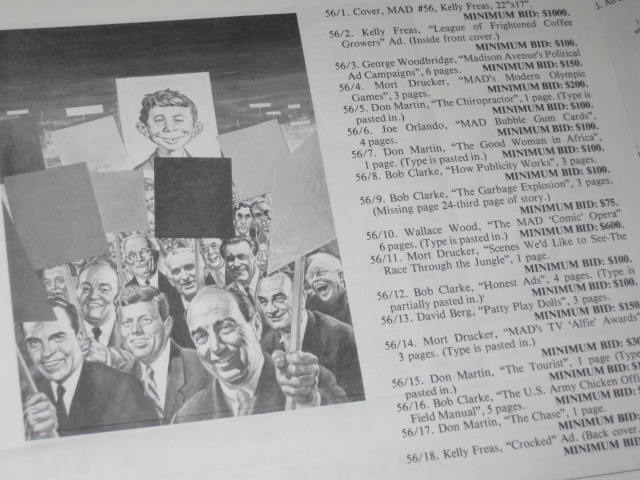 56/1. Cover, MAD #56, Kelly Freas, 22"x17".
MINIMUM BID: $1000.
56/2. Kelly Freas, "League of Frightened Coffee
Growers" Ad. (Inside front cover.)
MINIMUM BID: $100.
56/3. George Woodbridge, "Madison Avenue's Political
Ad Campaigns", 6 pages. MINIMUM BID: $150.
56/4. Mort Drucker, "MAD's Modern Olympic
Games", 3 pages. MINIMUM BID: $200.
56/5. Don Martin, "The Chiropractor", 1 page. (Type is
pasted in.) MINIMUM BID: $100.
56/6. Joe Orlando, "MAD Bubble Gum Cards",
4 pages. MINIMUM BID: $100.
56/7. Don Martin, "The Good Woman in Africa",
1 page. (Type is pasted in.) MINIMUM BID: $100.
56/8. Bob Clarke, "How Publicity Works", 3 pages.
MINIMUM BID: $100.
56/9. Bob Clarke, "The Garbage Explosion", 3 pages.
(Missing page 24-third page of story.)
MINIMUM BID: $75.
56/10. Wallace Wood, "The MAD 'Comic' Opera"
6 pages. (Type is pasted in.) MINIMUM BID: $600.
56/11. Mort Drucker, "Scenes We'd Like to See-The
Race Through the Jungle", 1 page.
MINIMUM BID: $100.
56/12. Bob Clarke, "Honest Ads", 4 pages. (Type is
partially pasted in.) MINIMUM BID: $100.
56/13. David Berg, "Patty Play Dolls", 3 pages.
MINIMUM BID: $150
56/14. Mort Drucker, "MAD's TV 'Alfie' Awards"
3 pages. (Type is pasted in.)
MINIMUM BID: $30
56/15. Don Martin, "The Tourist", 1 page (Type
pasted in.) MINIMUM BID: $1
56/16. Bob Clarke, "The U.S. Army Chicken Off
Field Manual", 5 pages. MINIMUM BID:
56/17. Don Martin, "The Chase", 1 page.
MINIMUM BID:
56/18. Kelly Freas, "Crocked" Ad. (Back cover.
MINIMUM BID: